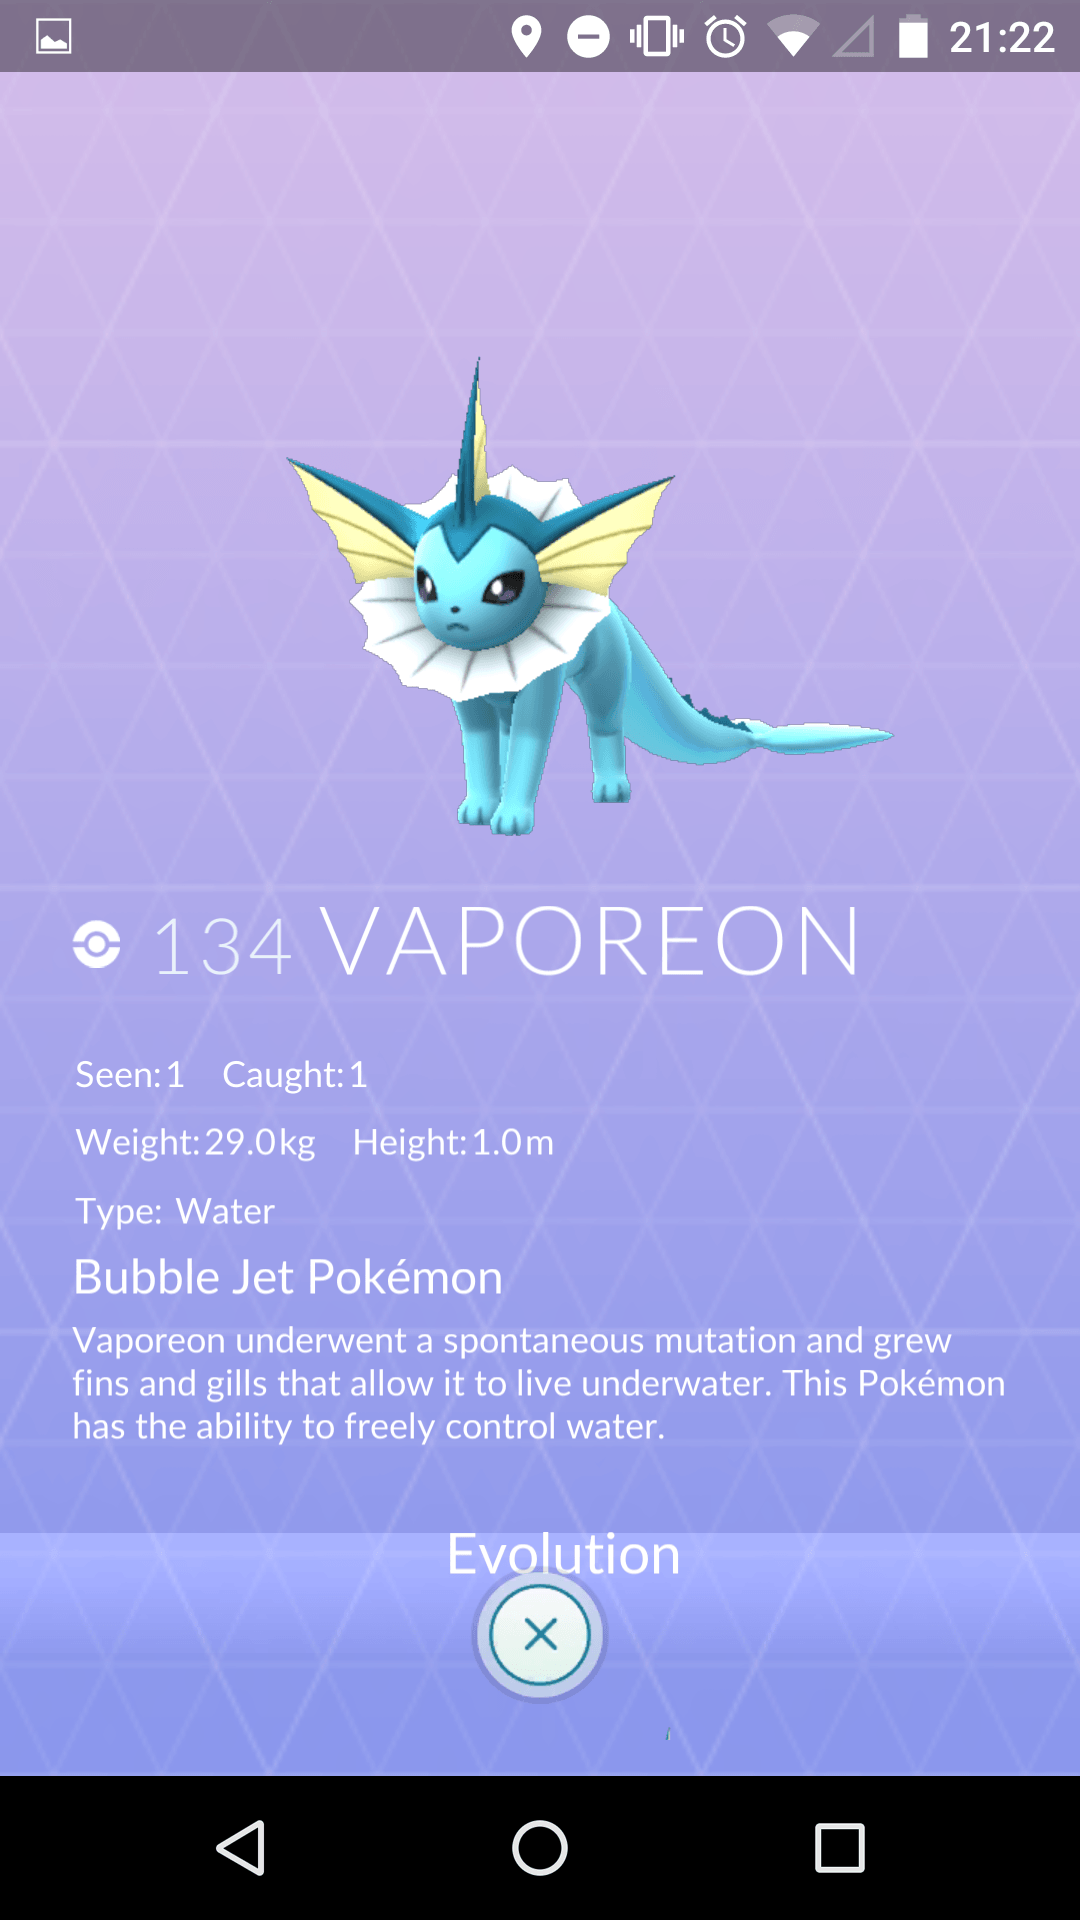 21:22
134 VAPOREON
Seen: 1 Caught: 1
Weight: 29.0kg Height: 1.0m
Type: Water
Bubble Jet Pokémon
Vaporeon underwent a spontaneous mutation and grew
fins and gills that allow it to live underwater. This Pokémon
has the ability to freely control water.
Evolution